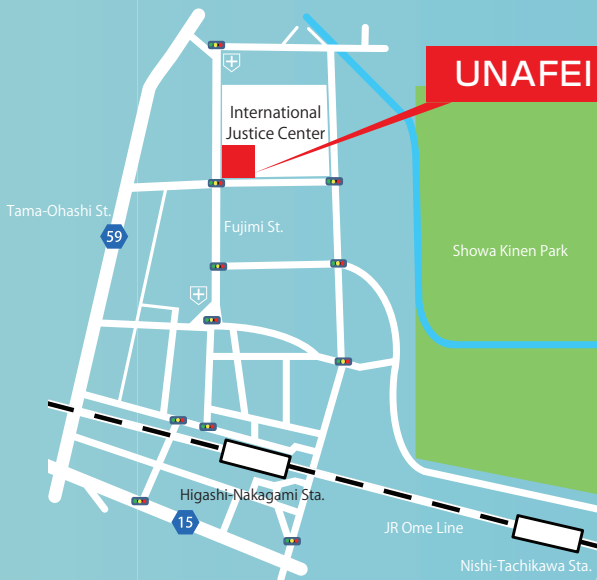 UNAFEI
International
Justice Center
Tama-Ohashi St.
59
Fujimi St.
Showa Kinen Park
Higashi-Nakagami Sta.
15
JR Ome Line
Nishi-Tachikawa Sta.